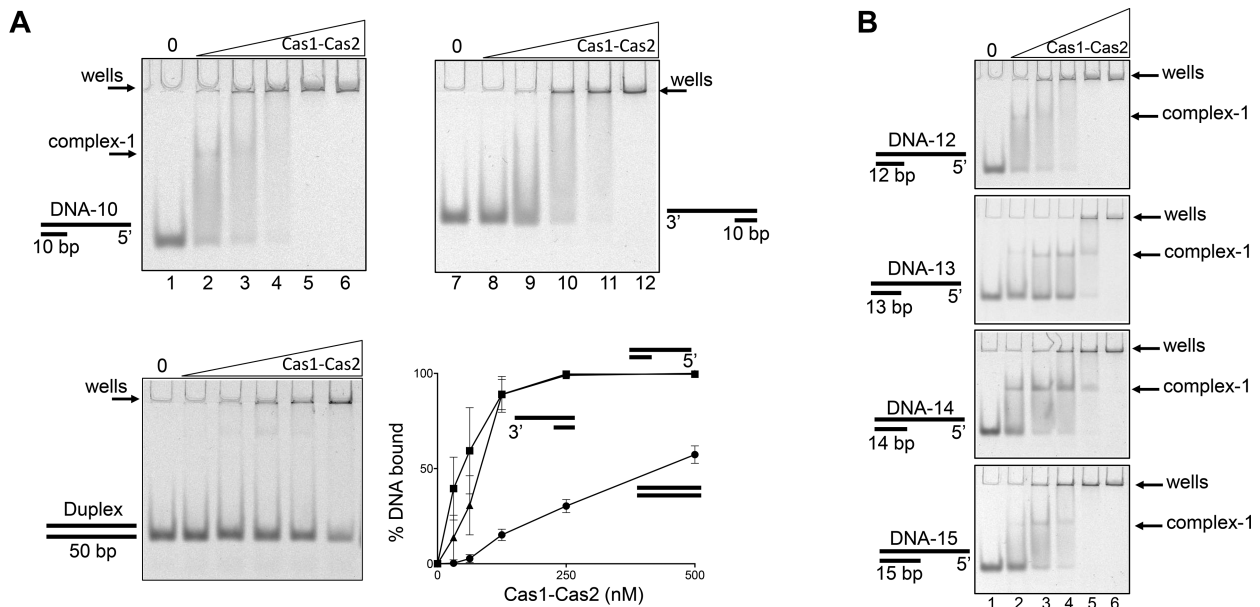 A
0
Cas1-Cas2
wells
complex-1
DNA-10
10 bp
5’
1 2 3 4 5 6
0
Cas1-Cas2
wells
3’
10 bp
7 8 9 10 11 12
0
Cas1-Cas2
wells
Duplex
50 bp
% DNA bound
100
50
0
0 250 500
Cas1-Cas2 (nM)
5’
3’
B
0
Cas1-Cas2
wells
complex-1
DNA-12
12 bp
5’
wells
complex-1
DNA-13
13 bp
5’
wells
complex-1
DNA-14
14 bp
5’
wells
complex-1
DNA-15
15 bp
5’
1 2 3 4 5 6